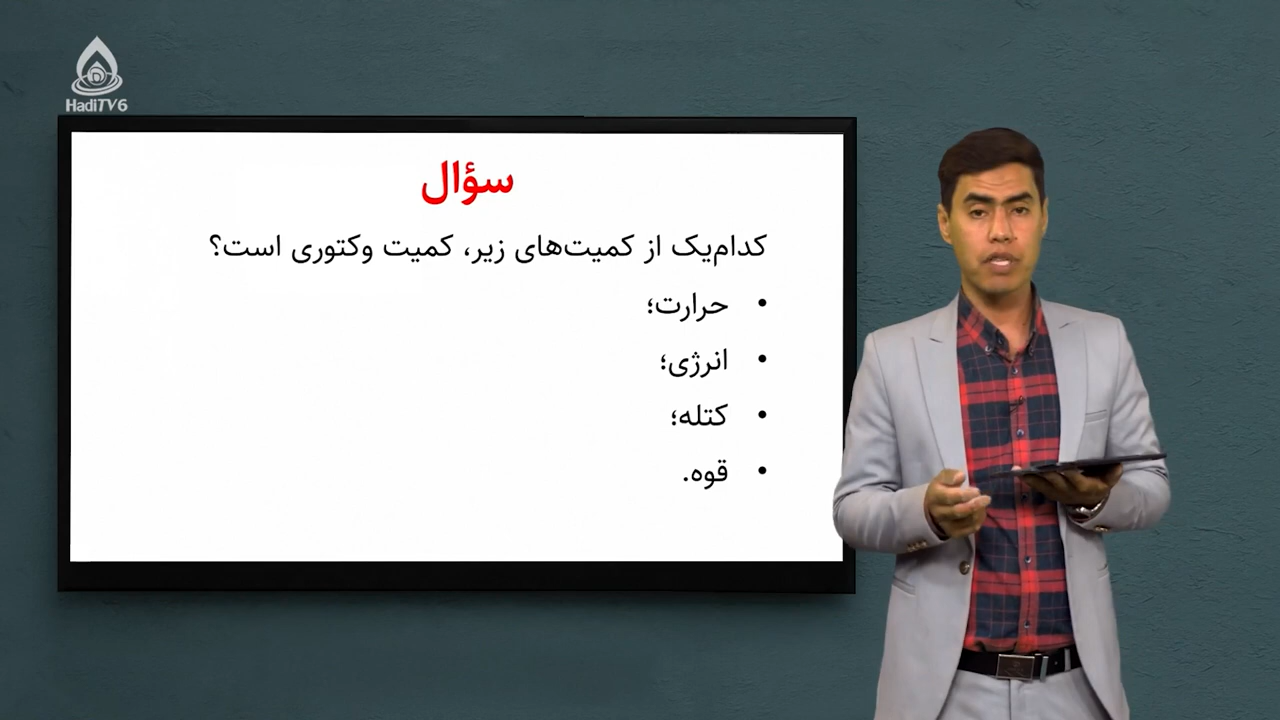 HadiTV6
سؤال
کدام‌یک از کمیت‌های زیر، کمیت وکتوری است؟
• حرارت؛
• انرژی؛
• کتله؛
• قوه.